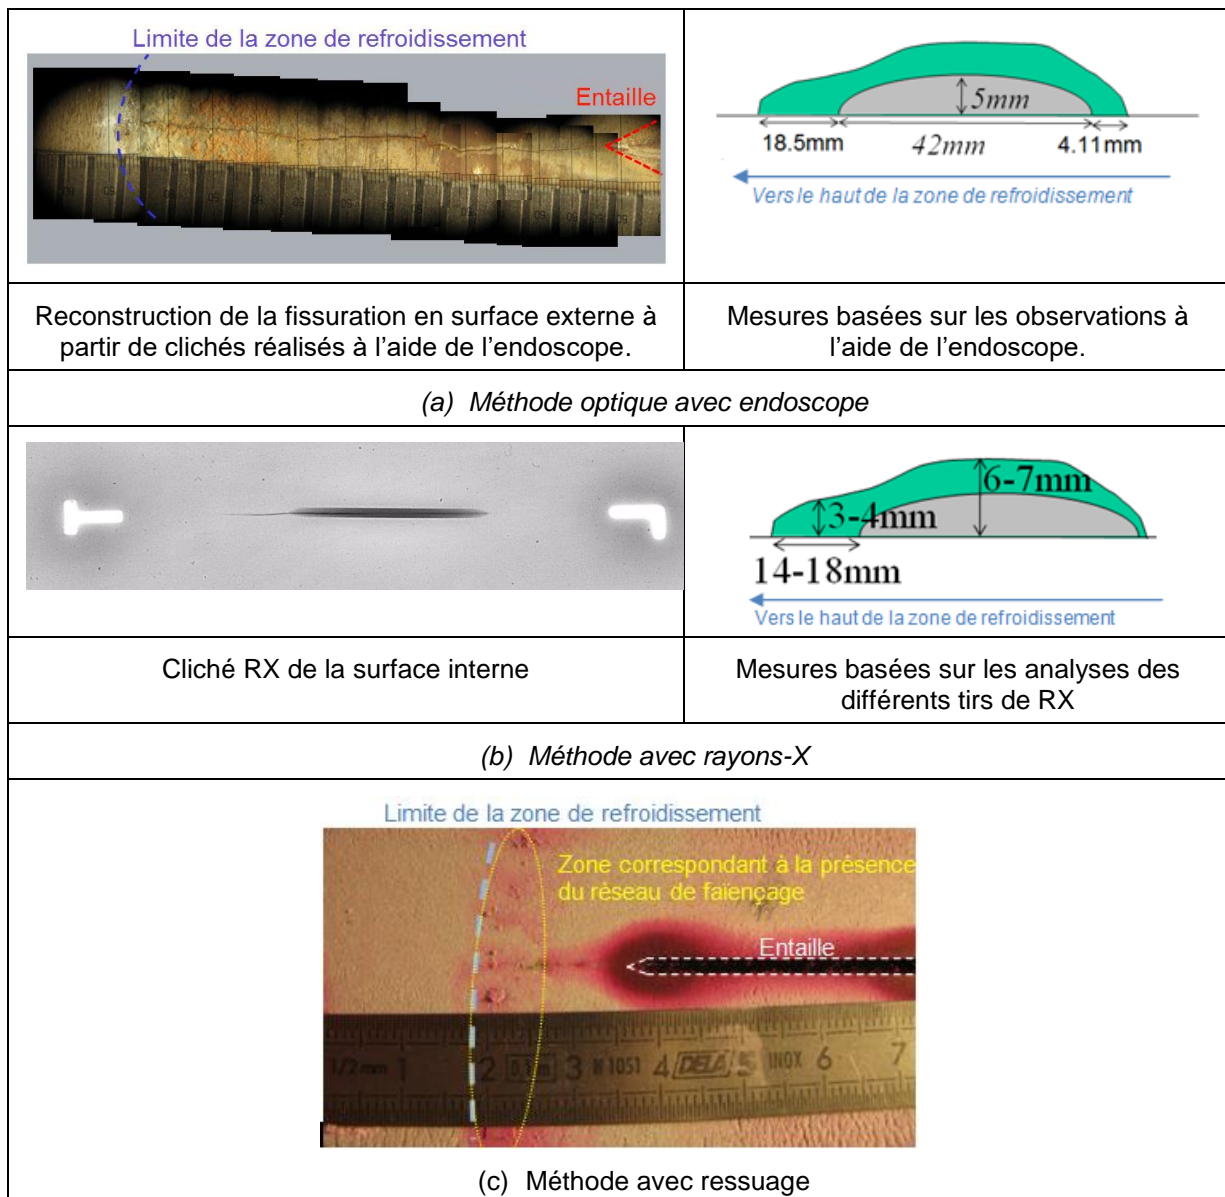 Limite de la zone de refroidissement
Entaille
5mm
18.5mm
42mm
4.11mm
Vers le haut de la zone de refroidissement
Reconstruction de la fissuration en surface externe à
partir de clichés réalisés à l'aide de l'endoscope.
Mesures basées sur les observations à
l'aide de l'endoscope.
(a) Méthode optique avec endoscope
6-7mm
3-4mm
14-18mm
Vers le haut de la zone de refroidissement
Cliché RX de la surface interne
Mesures basées sur les analyses des
différents tirs de RX
(b) Méthode avec rayons-X
Limite de la zone de refroidissement
Zone correspondant à la présence
du réseau de faïençage
Entaille
1/2 mm 1 2 3 N 1051 4 DELA 5 INOX 6 7
(c) Méthode avec ressuage